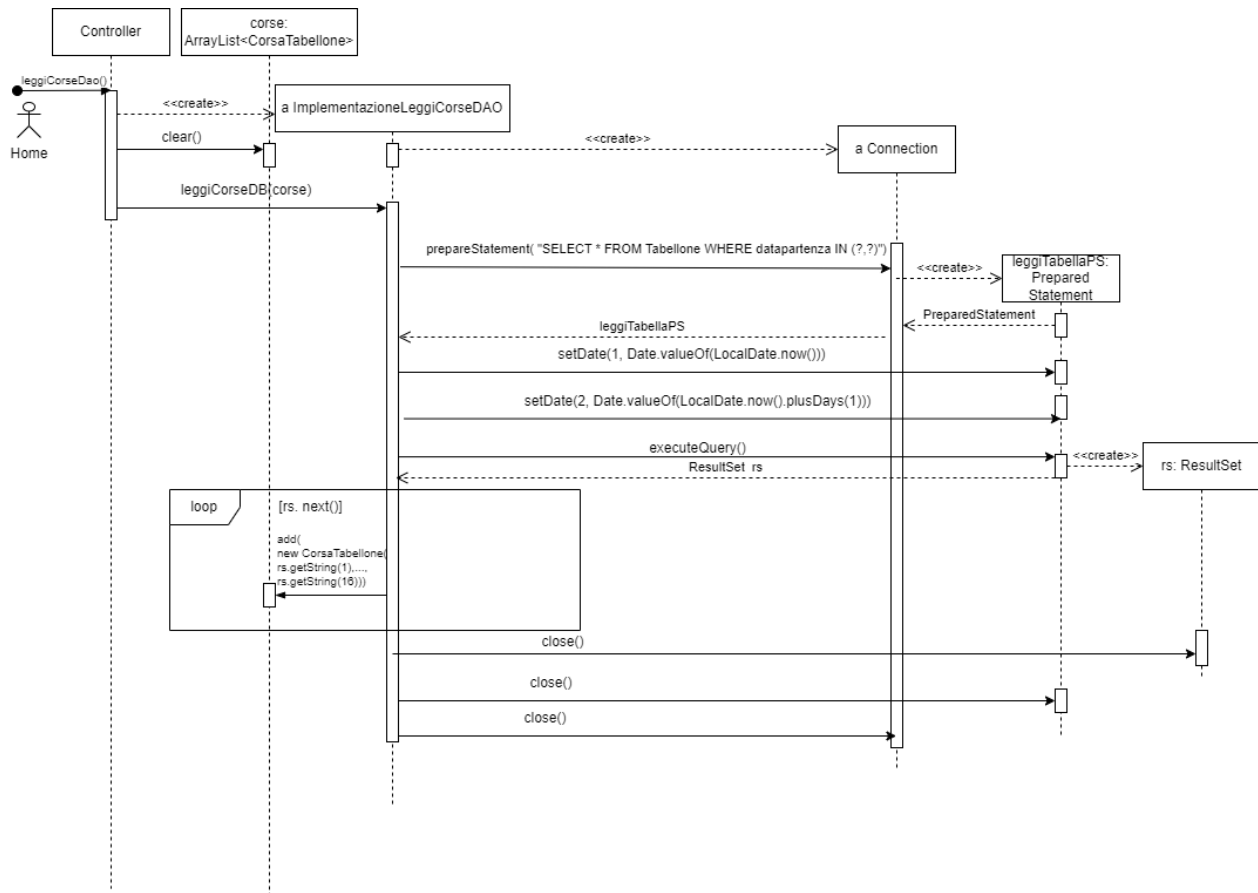 Controller
corse:
ArrayList<CorsaTabellone>
leggiCorseDao()
Home
<<create>>
a ImplementazioneLeggiCorseDAO
clear()
<<create>>
a Connection
leggiCorseDB(corse)
prepareStatement( "SELECT * FROM Tabellone WHERE datapartenza IN (?,?)")
<<create>>
leggiTabellaPS:
Prepared
Statement
PreparedStatement
leggiTabellaPS
setDate(1, Date.valueOf(LocalDate.now()))
setDate(2, Date.valueOf(LocalDate.now().plusDays(1)))
executeQuery()
<<create>>
rs: ResultSet
ResultSet rs
loop
[rs. next()]
add(
new CorsaTabellone(
rs.getString(1),...,
rs.getString(16)))
close()
close()
close()